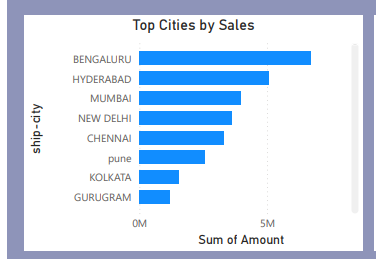 Top Cities by Sales
ship-city
BENGALURU
HYDERABAD
MUMBAI
NEW DELHI
CHENNAI
pune
KOLKATA
GURUGRAM
0M 5M
Sum of Amount